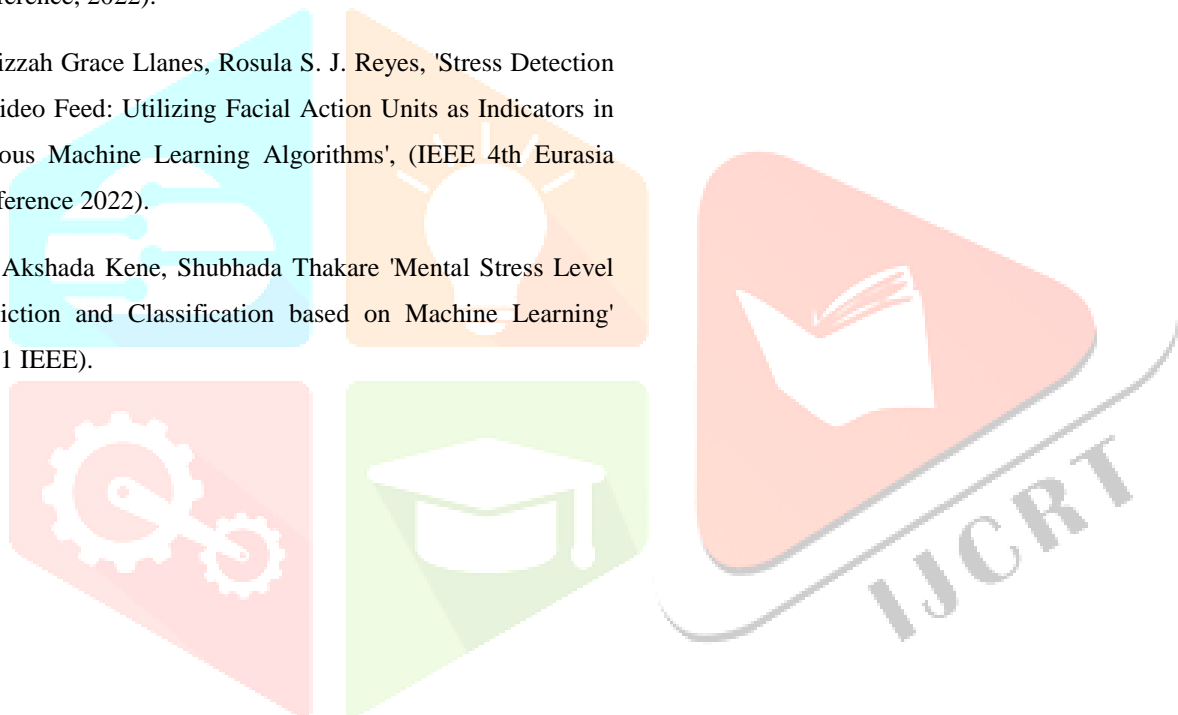 ference, 2022).
izzah Grace Llanes, Rosula S. J. Reyes, 'Stress Detection
ideo Feed: Utilizing Facial Action Units as Indicators in
ous Machine Learning Algorithms', (IEEE 4th Eurasia
ference 2022).
Akshada Kene, Shubhada Thakare 'Mental Stress Level
iction and Classification based on Machine Learning'
1 IEEE).
IJCRT